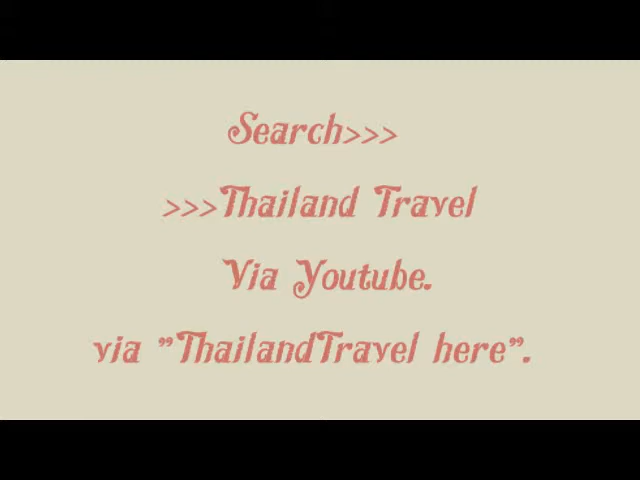 Search>>>
>>>Thailand Travel
Via Youtube.
via "ThailandTravel here".